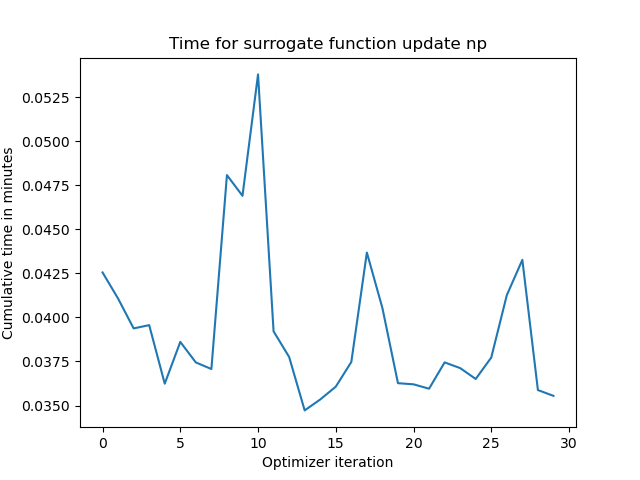 Time for surrogate function update np
Cumulative time in minutes
0.0525
0.0500
0.0475
0.0450
0.0425
0.0400
0.0375
0.0350
0 5 10 15 20 25 30
Optimizer iteration